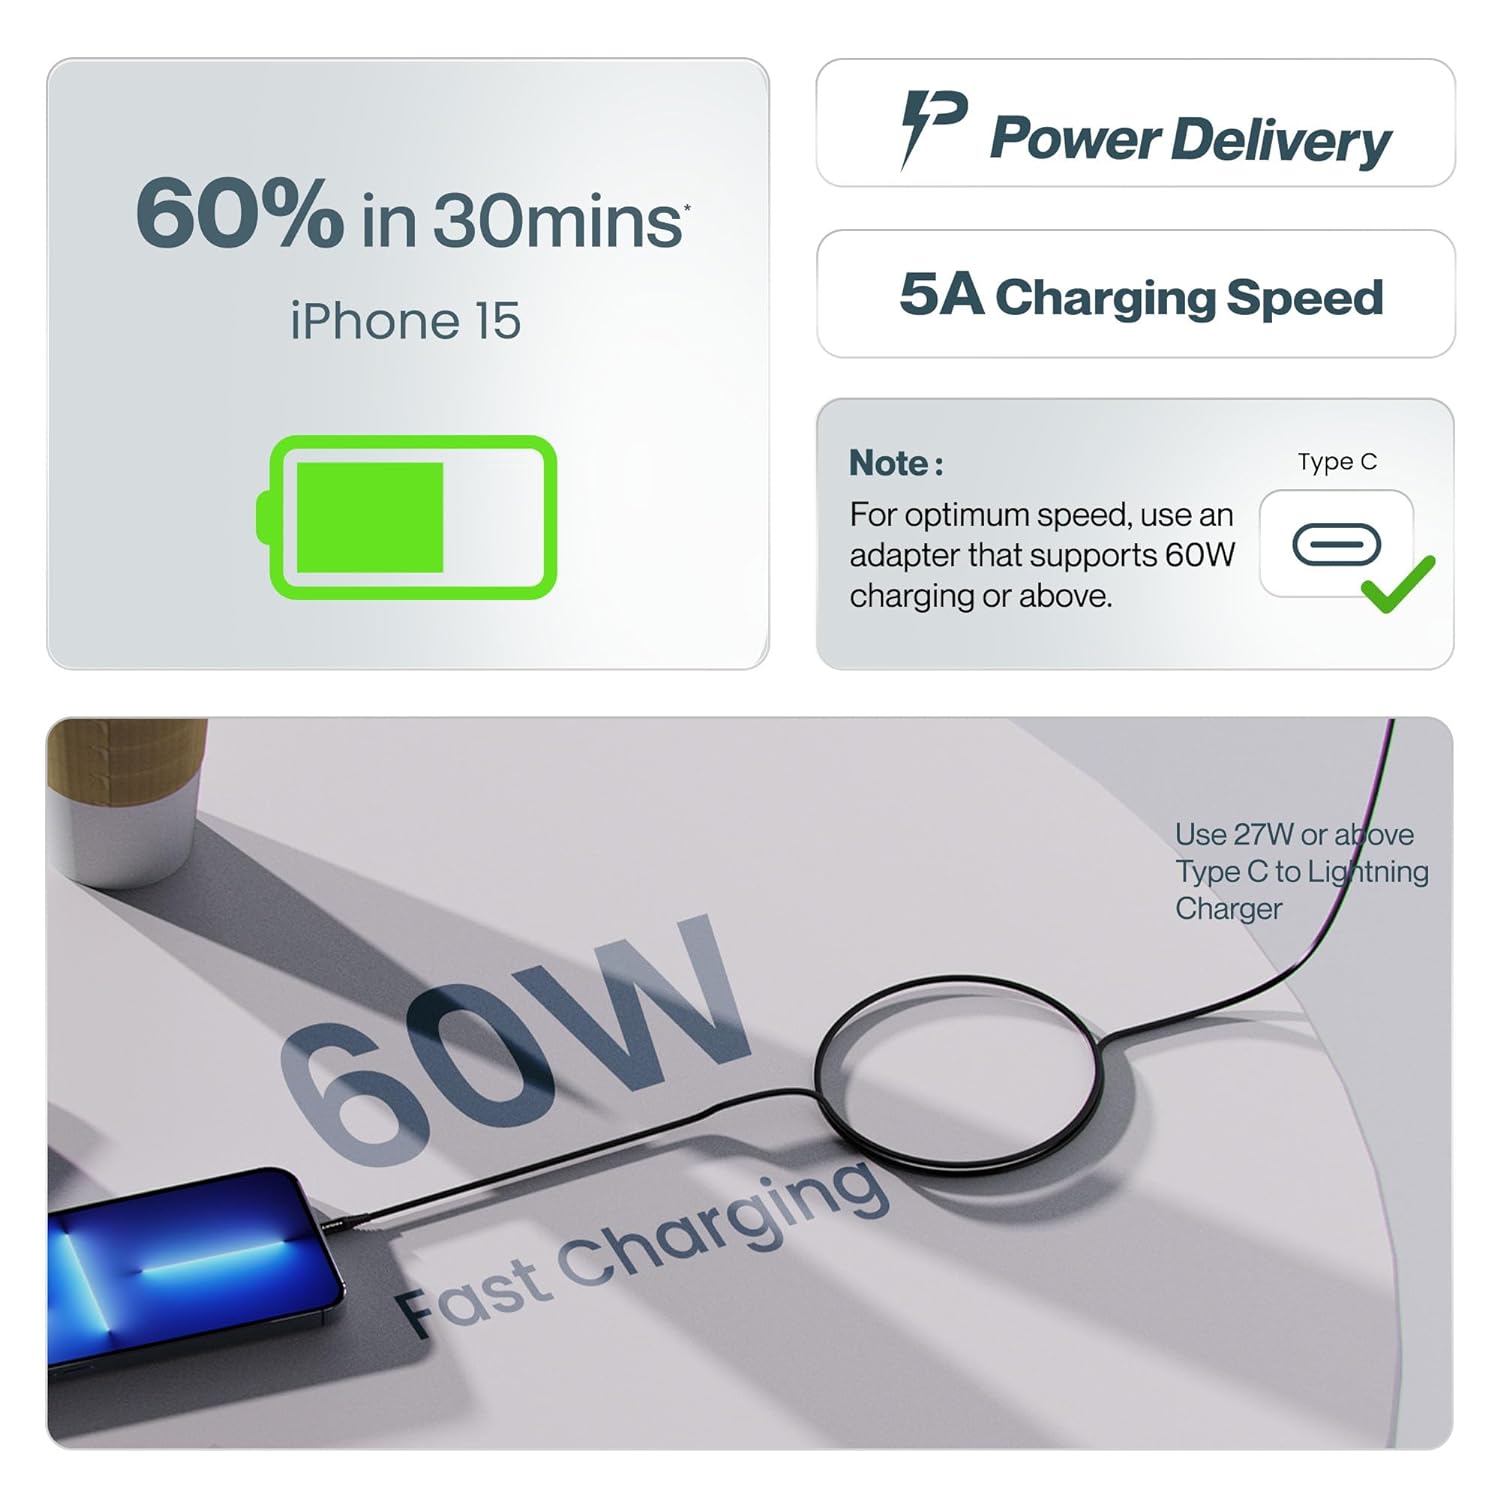 60% in 30mins*
iPhone 15
Power Delivery
5A Charging Speed
Note :
For optimum speed, use an
adapter that supports 60W
charging or above.
Type C
Use 27W or above
Type C to Lightning
Charger
60W
Fast Charging